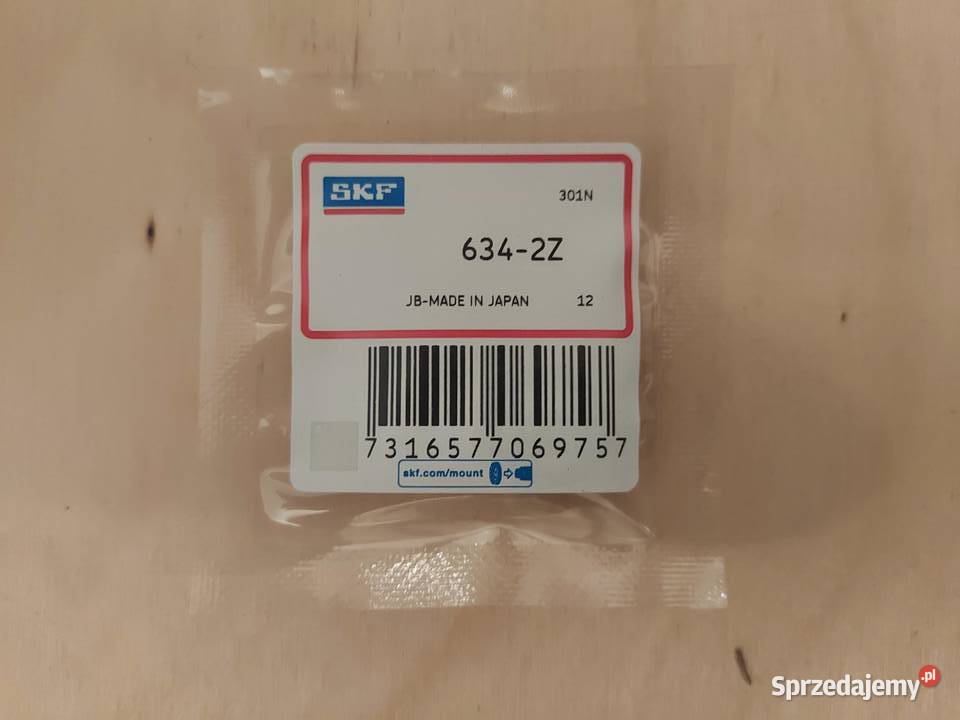 SKF
301N
634-2Z
JB-MADE IN JAPAN 12
7316577069757
skf.com/mount
Sprzedajemy.pl